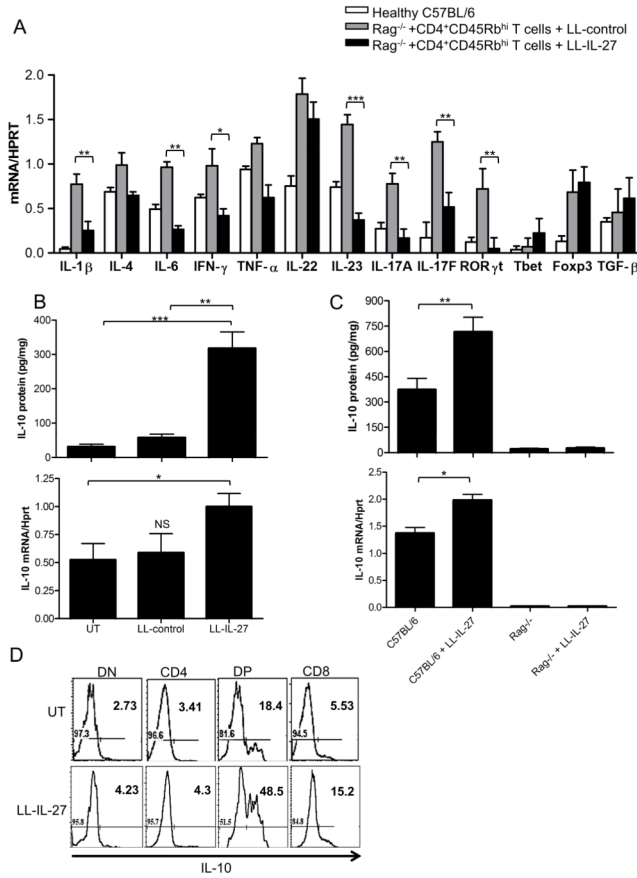 Healthy C57BL/6
A
Rag-/- +CD4+CD45Rbhi T cells + LL-control
Rag-/- +CD4+CD45Rbhi T cells + LL-IL-27
mRNA/HPRT
2.0
1.5
1.0
0.5
0.0
** ** * *** ** ** **
IL-1β IL-4 IL-6 IFN-γ TNF-α IL-22 IL-23 IL-17A IL-17F RORγt Tbet Foxp3 TGF-β
B
IL-10 protein (pg/mg)
400
300
200
100
0
**
***
IL-10 mRNA/Hprt
1.25
1.00
0.75
0.50
0.25
0.00
*
NS
UT LL-control LL-IL-27
C
IL-10 protein (pg/mg)
900
750
600
450
300
150
0
**
IL-10 mRNA/Hprt
2.0
1.5
1.0
0.5
0.0
*
C57BL/6
C57BL/6 + LL-IL-27
Rag-/-
Rag-/- + LL-IL-27
D
DN CD4 DP CD8
UT
2.73 3.41 18.4 5.53
97.3 96.6 81.6 94.5
LL-IL-27
4.23 4.3 48.5 15.2
95.8 95.7 51.5 84.8
IL-10